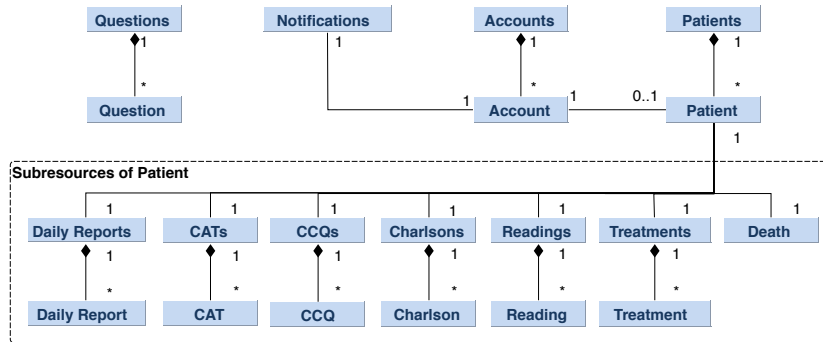 Questions Notifications Accounts Patients
1 1 1 1
* * *
1 1 0..1
Question Account Patient
1
Subresources of Patient
1 1 1 1 1 1 1
Daily Reports CATs CCQs Charlsons Readings Treatments Death
1 1 1 1 1 1
* * * * * *
Daily Report CAT CCQ Charlson Reading Treatment